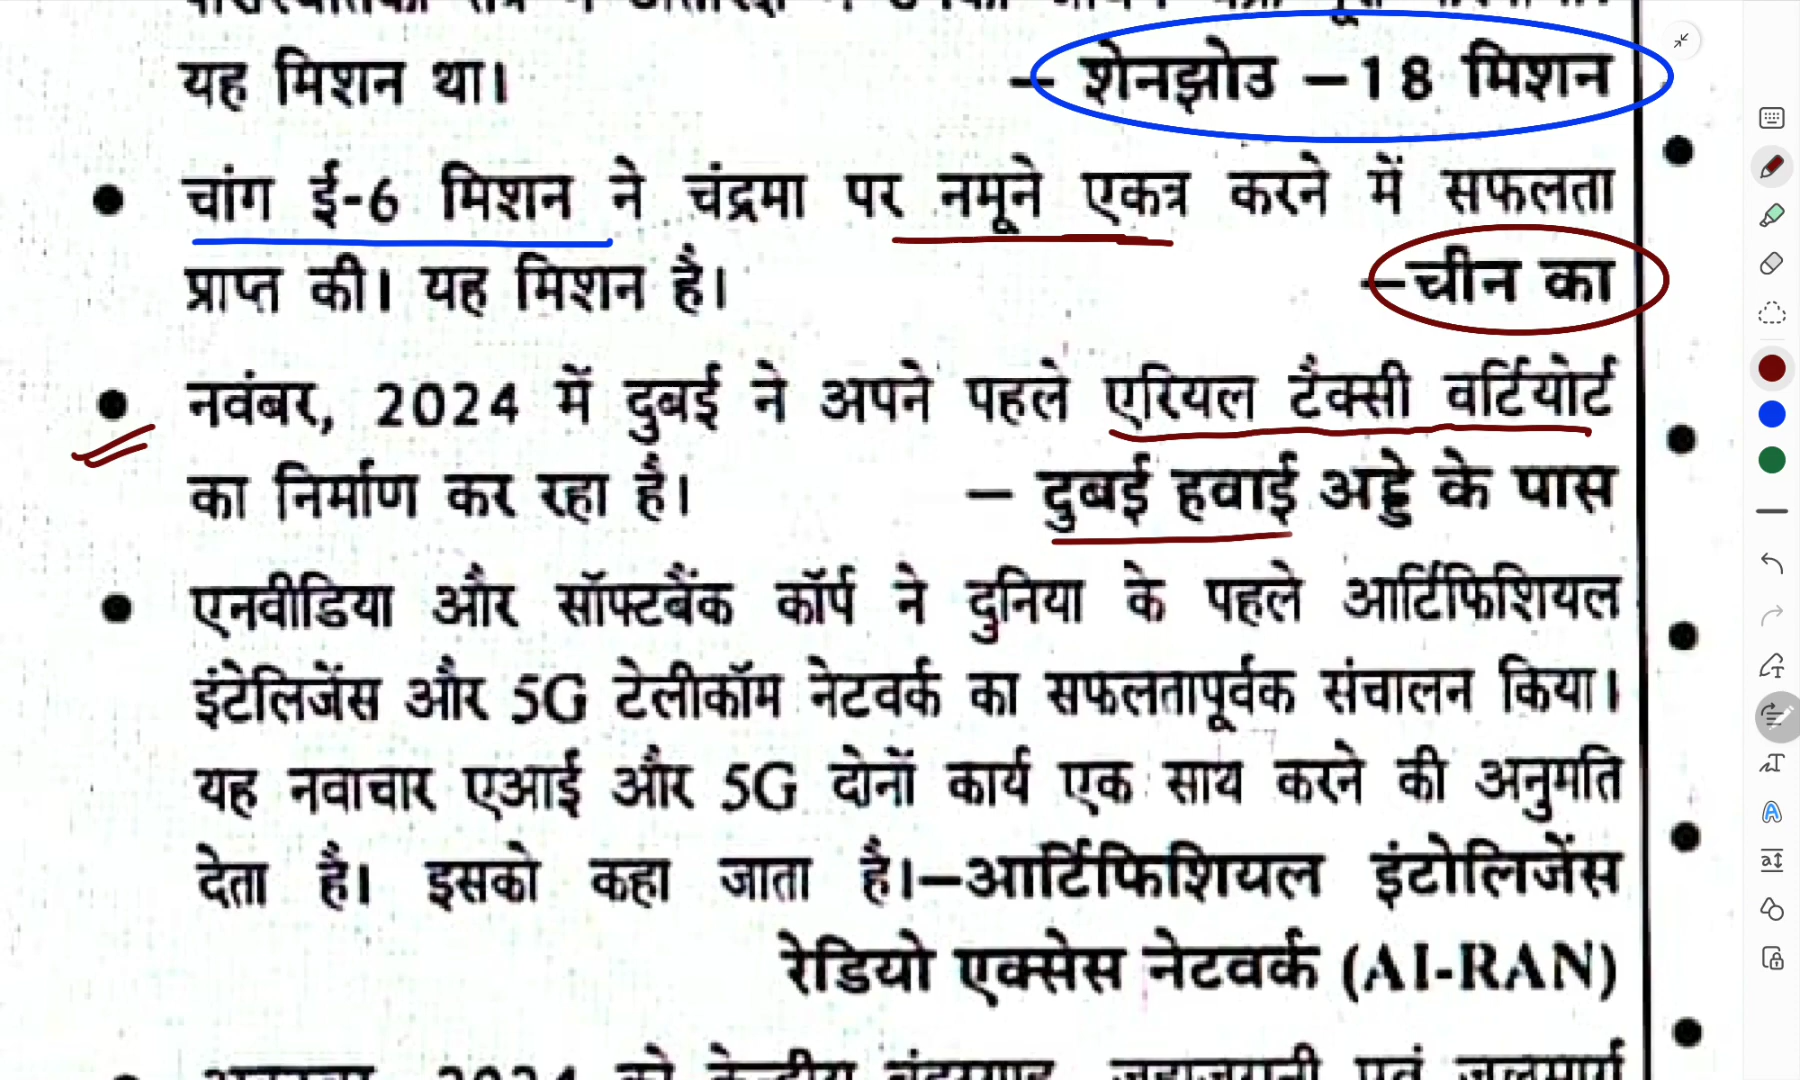 यह मिशन था। – शेनझोउ –18 मिशन
• चांग ई-6 मिशन ने चंद्रमा पर नमूने एकत्र करने में सफलता
प्राप्त की। यह मिशन है। –चीन का
• नवंबर, 2024 में दुबई ने अपने पहले एरियल टैक्सी वर्टियोर्ट
का निर्माण कर रहा है। – दुबई हवाई अड्डे के पास
• एनवीडिया और सॉफ्टबैंक कॉर्प ने दुनिया के पहले आर्टिफिशियल
इंटेलिजेंस और 5G टेलीकॉम नेटवर्क का सफलतापूर्वक संचालन किया।
यह नवाचार एआई और 5G दोनों कार्य एक साथ करने की अनुमति
देता है। इसको कहा जाता है।–आर्टिफिशियल इंटोलिजेंस
रेडियो एक्सेस नेटवर्क (AI-RAN)